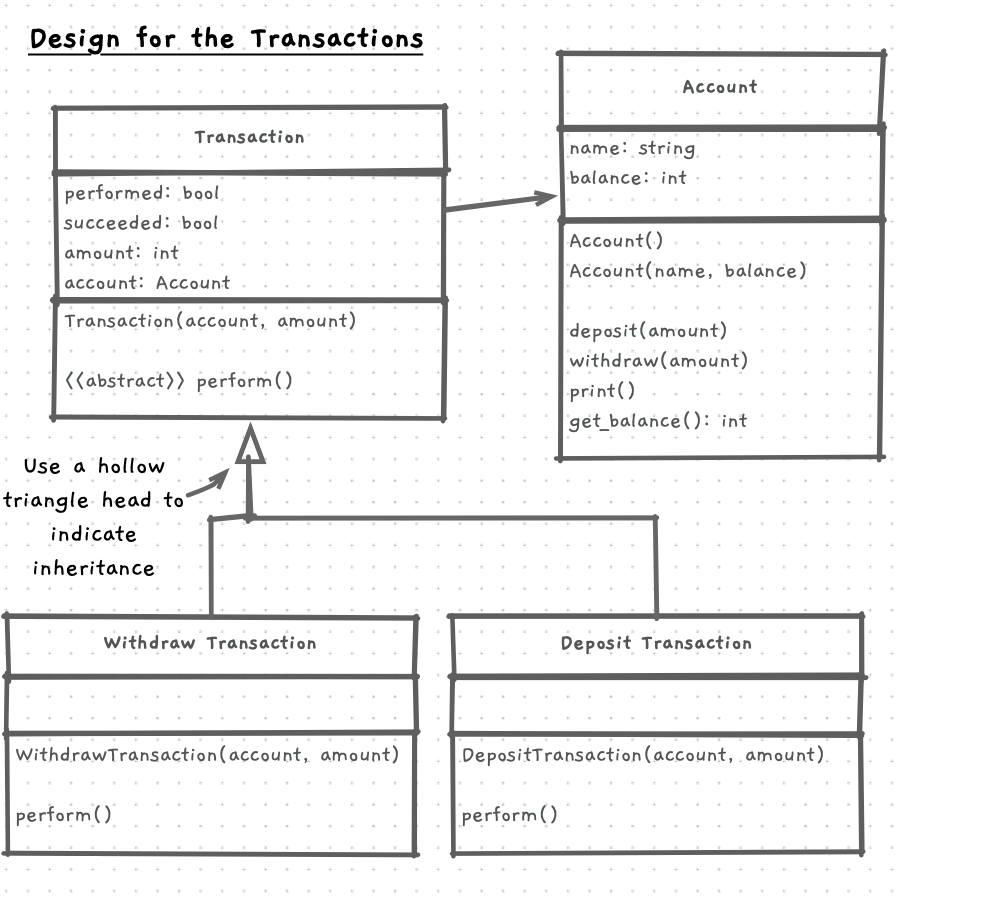 Design for the Transactions
Transaction
performed: bool
succeeded: bool
amount: int
account: Account
Transaction(account, amount)
<<abstract>> perform()
Account
name: string
balance: int
Account()
Account(name, balance)
deposit(amount)
withdraw(amount)
print()
get_balance(): int
Use a hollow
triangle head to
indicate
inheritance
Withdraw Transaction
WithdrawTransaction(account, amount)
perform()
Deposit Transaction
DepositTransaction(account, amount)
perform()